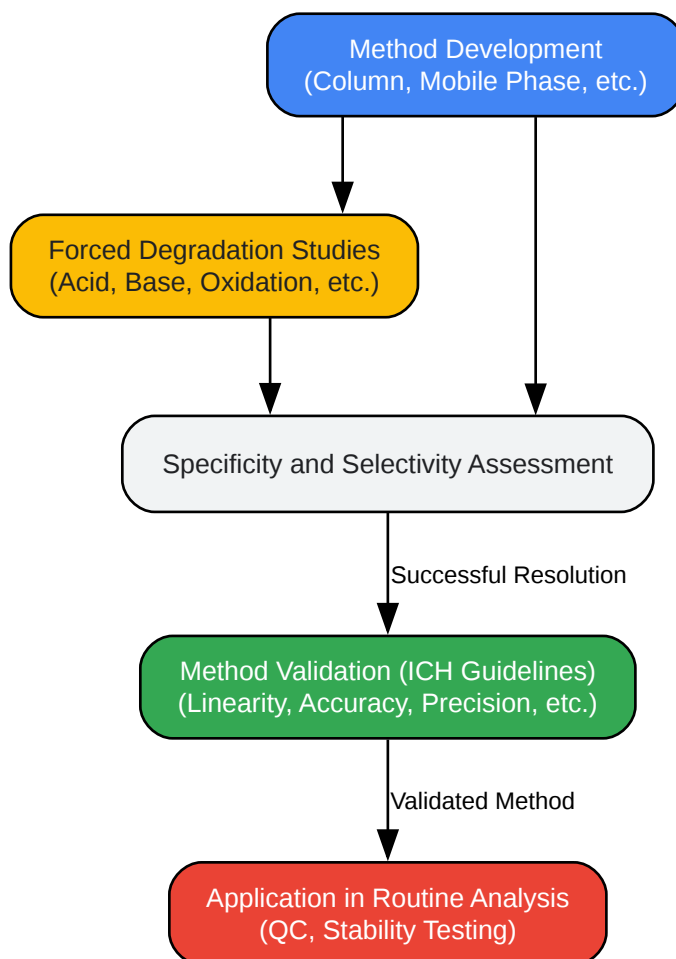 Method Development
(Column, Mobile Phase, etc.)
Forced Degradation Studies
(Acid, Base, Oxidation, etc.)
Specificity and Selectivity Assessment
Successful Resolution
Method Validation (ICH Guidelines)
(Linearity, Accuracy, Precision, etc.)
Validated Method
Application in Routine Analysis
(QC, Stability Testing)